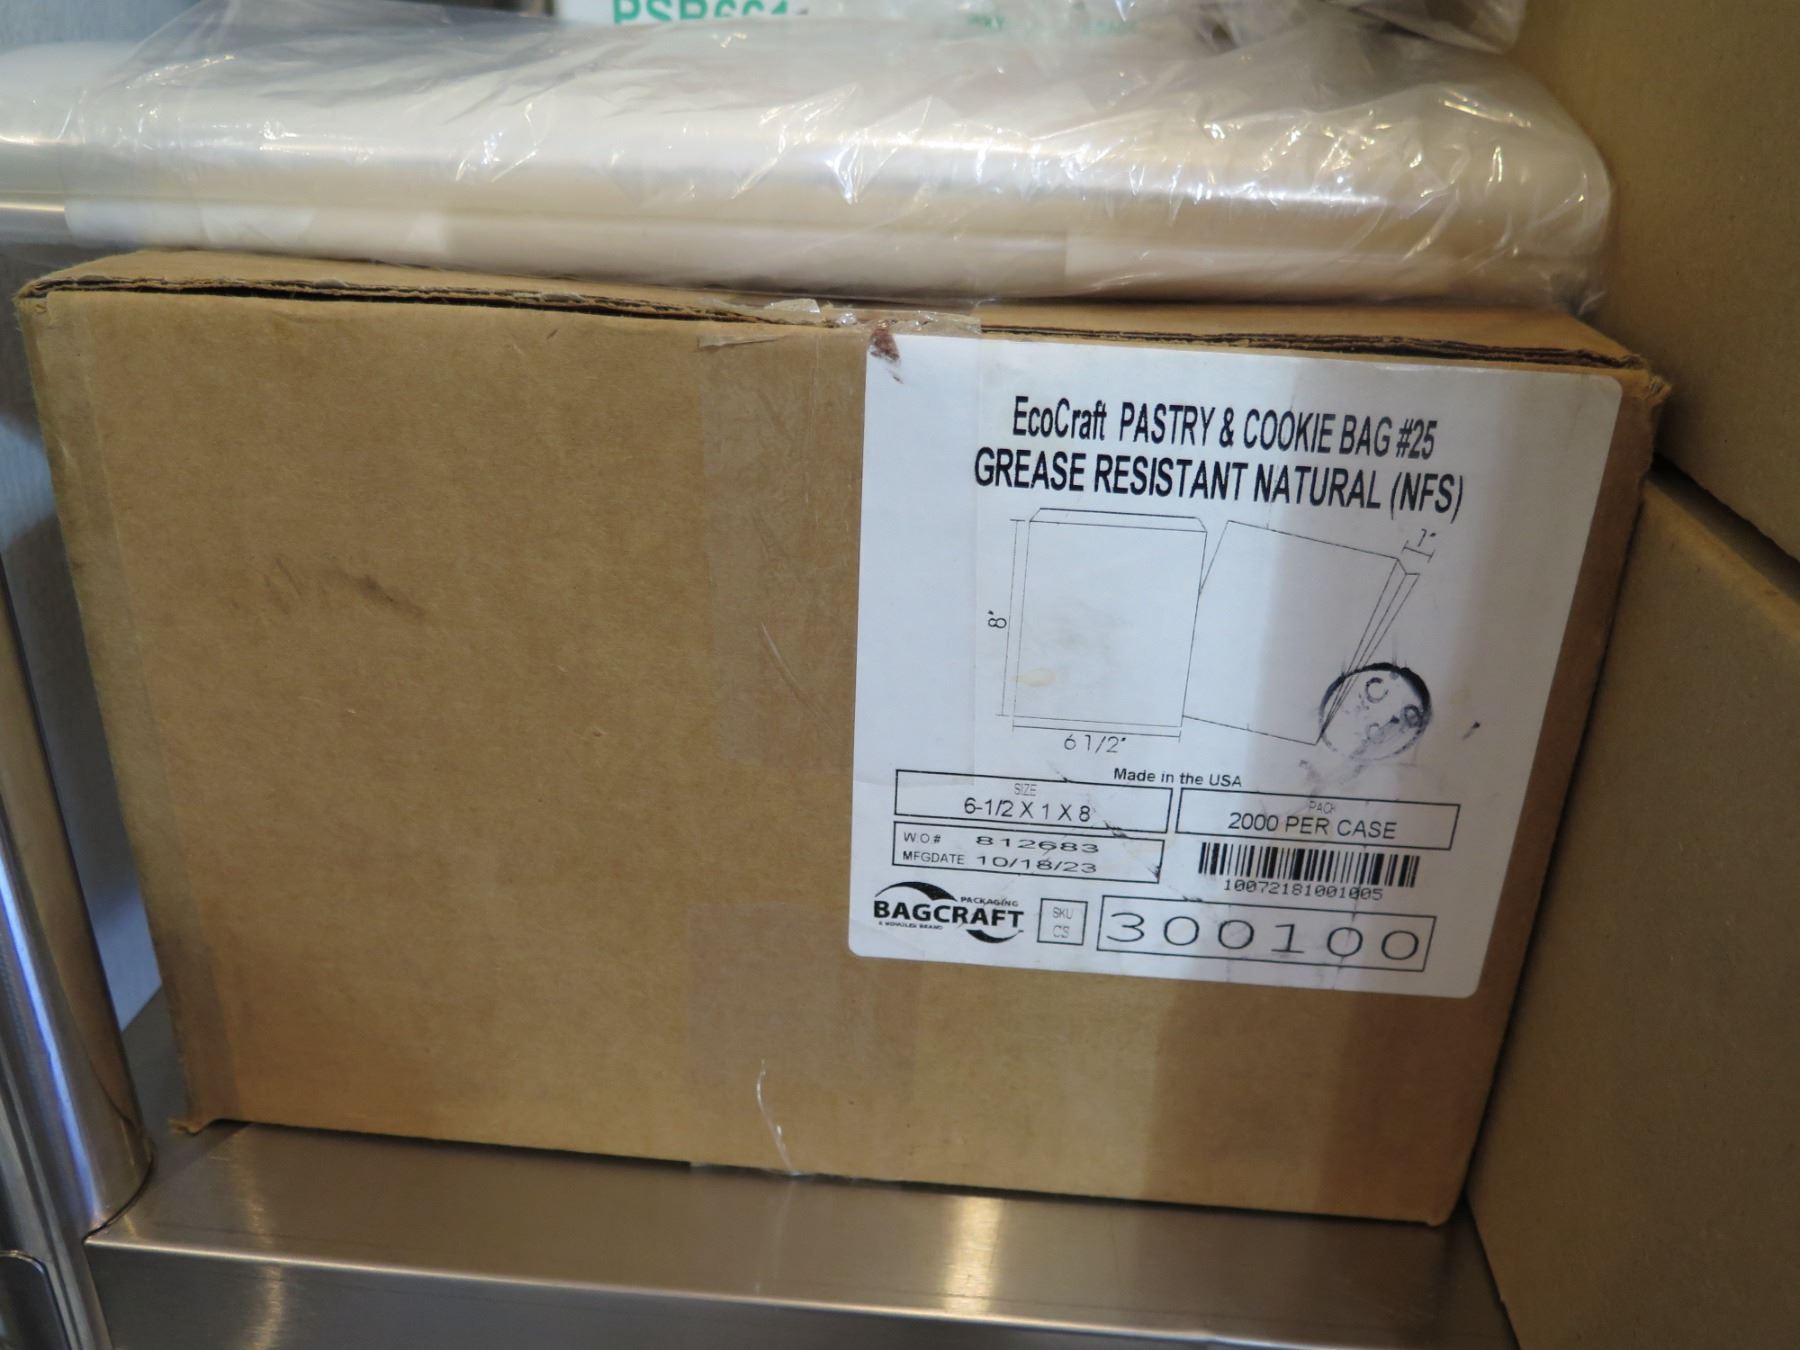 EcoCraft PASTRY & COOKIE BAG #25
GREASE RESISTANT NATURAL (NFS)
1"
8"
6 1/2"
Made in the USA
SIZE
6-1/2 X 1 X 8
PACK
2000 PER CASE
W.O# 812683
MFGDATE 10/18/23
10072181001005
PACKAGING
BAGCRAFT
A NOVOLEX BRAND
SKU
CS
300100